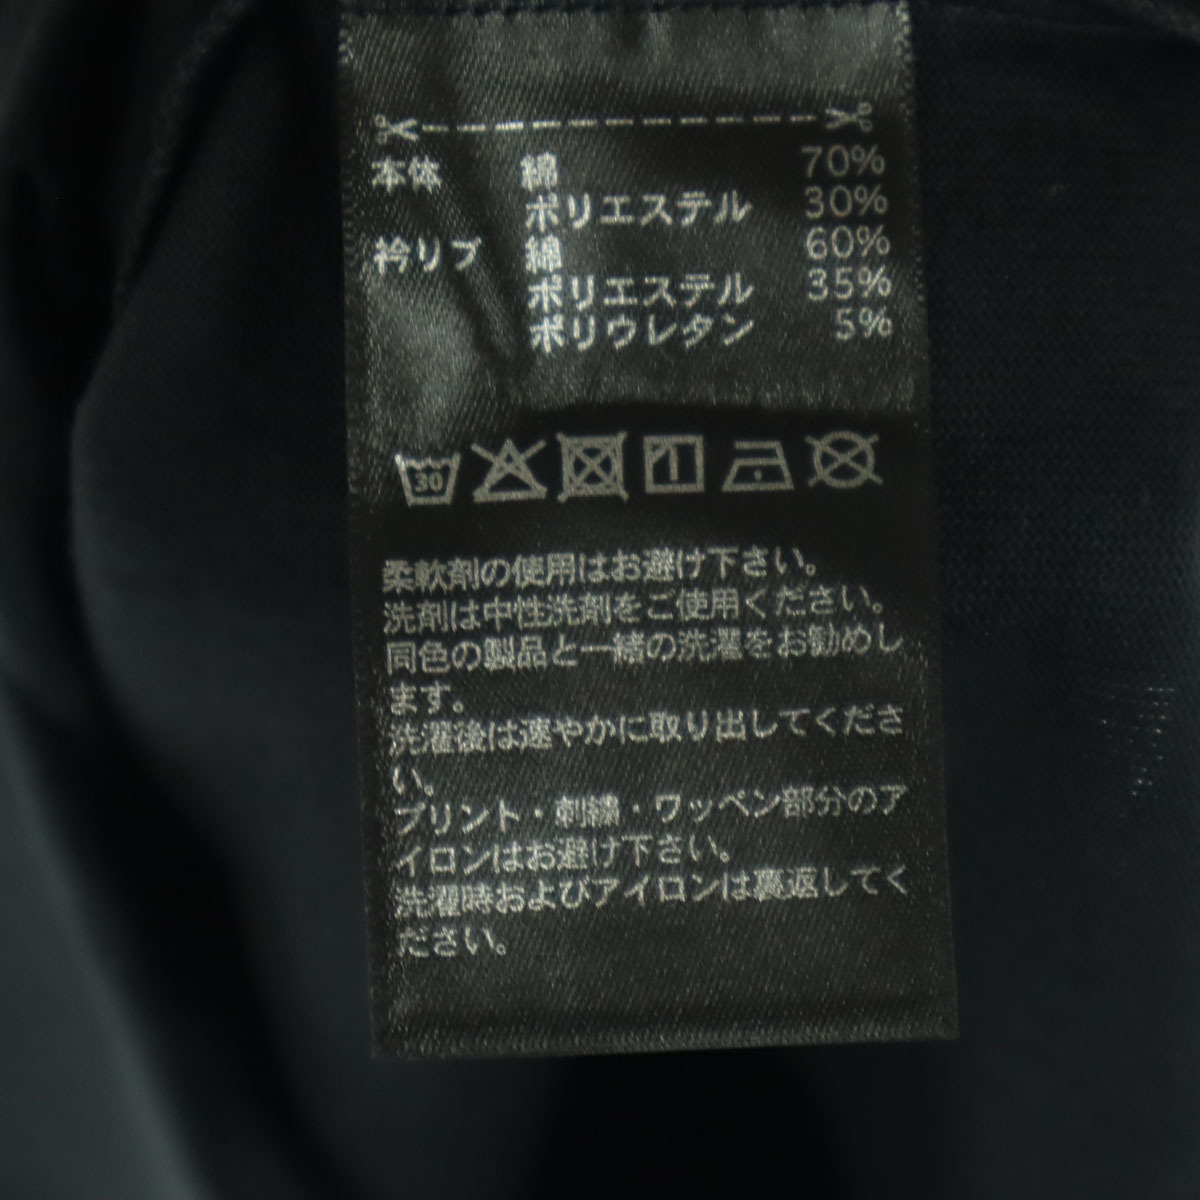 本体 綿 70%
ポリエステル 30%
衿リブ 綿 60%
ポリエステル 35%
ポリウレタン 5%
30
柔軟剤の使用はお避け下さい。
洗剤は中性洗剤をご使用ください。
同色の製品と一緒の洗濯をお勧めし
ます。
洗濯後は速やかに取り出してくださ
い。
プリント・刺繍・ワッペン部分のア
イロンはお避け下さい。
洗濯時およびアイロンは裏返してく
ださい。